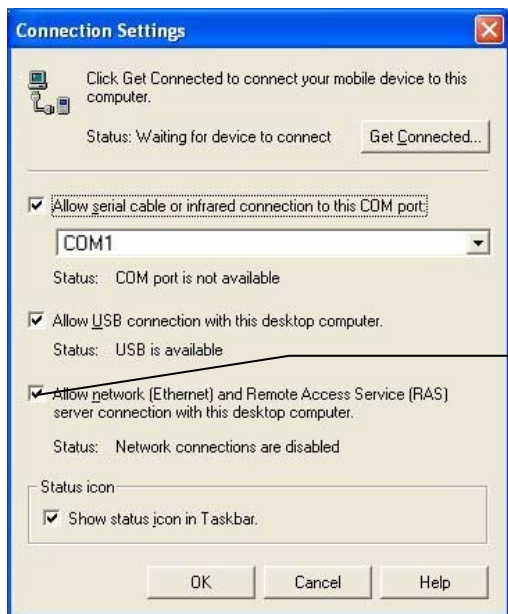 Connection Settings
Click Get Connected to connect your mobile device to this
computer.
Status: Waiting for device to connect
Get Connected...
Allow serial cable or infrared connection to this COM port:
COM1
Status: COM port is not available
Allow USB connection with this desktop computer.
Status: USB is available
Allow network (Ethernet) and Remote Access Service (RAS)
server connection with this desktop computer.
Status: Network connections are disabled
Status icon
Show status icon in Taskbar.
OK
Cancel
Help